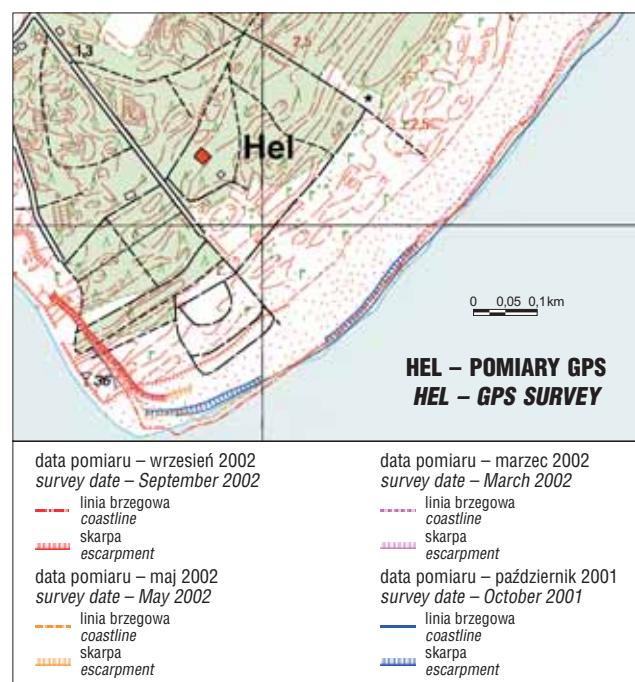 1,3
7,5
Hel
2,5
0 0,05 0,1 km
HEL – POMIARY GPS
HEL – GPS SURVEY
36
data pomiaru – wrzesień 2002
survey date – September 2002
linia brzegowa
coastline
skarpa
escarpment
data pomiaru – maj 2002
survey date – May 2002
linia brzegowa
coastline
skarpa
escarpment
data pomiaru – marzec 2002
survey date – March 2002
linia brzegowa
coastline
skarpa
escarpment
data pomiaru – październik 2001
survey date – October 2001
linia brzegowa
coastline
skarpa
escarpment